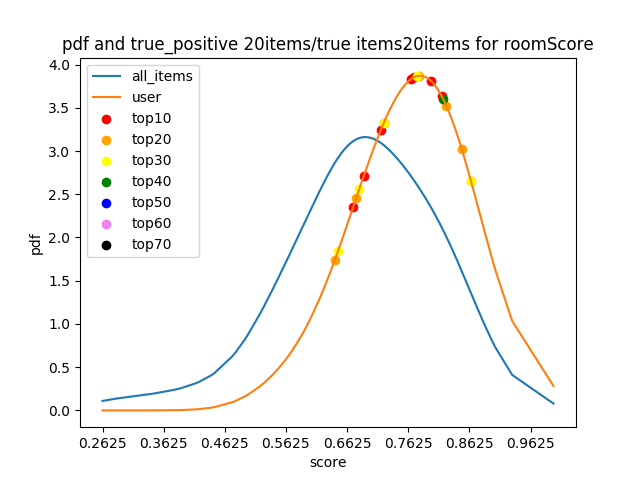 pdf and true_positive 20items/true items20items for roomScore
4.0
3.5
3.0
2.5
2.0
1.5
1.0
0.5
0.0
pdf
all_items
user
top10
top20
top30
top40
top50
top60
top70
0.2625 0.3625 0.4625 0.5625 0.6625 0.7625 0.8625 0.9625
score